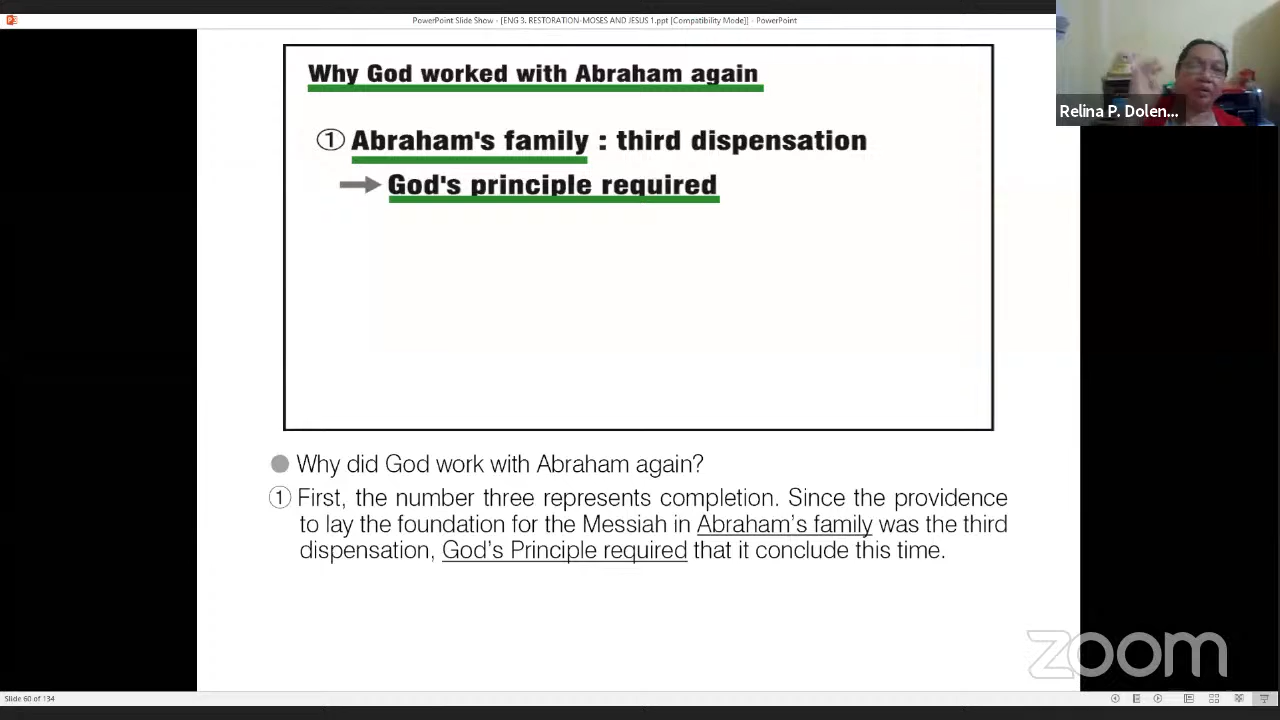 PowerPoint Slide Show - [ENG 3. RESTORATION-MOSES AND JESUS 1.ppt [Compatibility Mode]] - PowerPoint
Why God worked with Abraham again
① Abraham's family : third dispensation
→ God's principle required
Relina P. Dolen...
● Why did God work with Abraham again?
① First, the number three represents completion. Since the providence
to lay the foundation for the Messiah in Abraham's family was the third
dispensation, God's Principle required that it conclude this time.
zoom
Slide 60 of 134